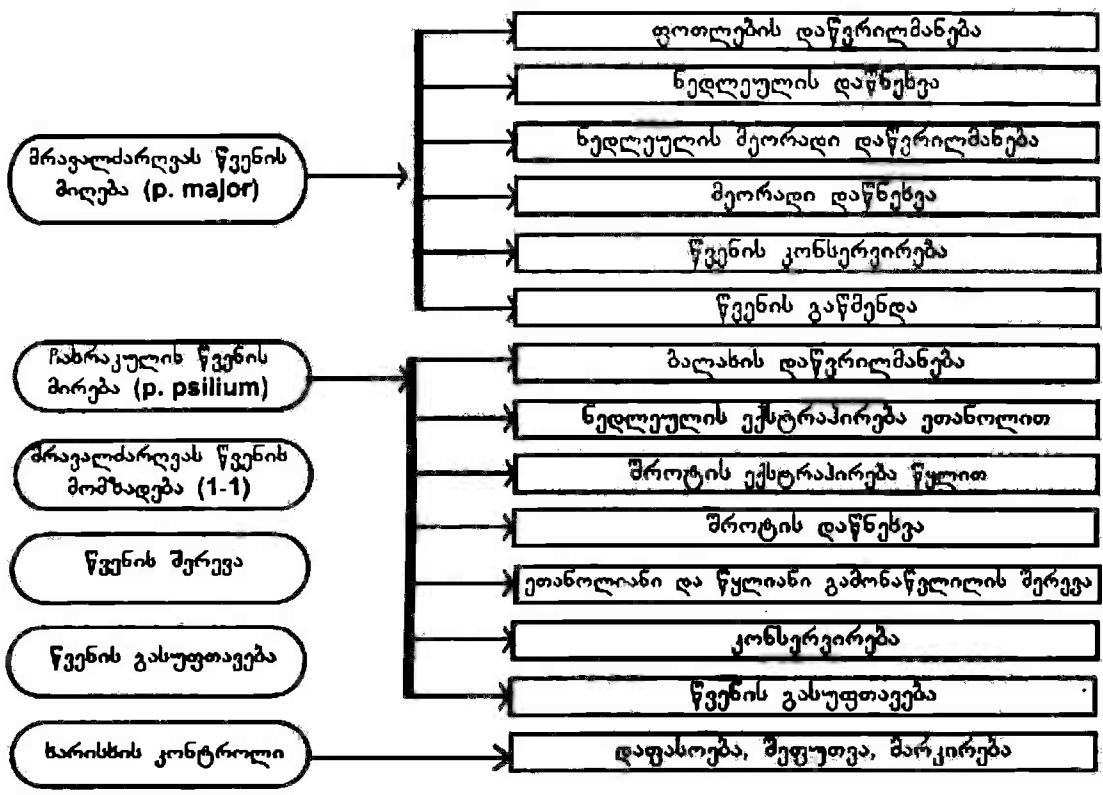 მრავალძარღვას წვენის
მიღება (p. major)
ფოთლების დაწვრილმანება
ნედლეულის დაწნეხვა
ნედლეულის მეორადი დაწვრილმანება
მეორადი დაწნეხვა
წვენის კონსერვირება
წვენის გაწმენდა
ჩახრაკულის წვენის
მირება (p. psilium)
ბალახის დაწვრილმანება
ნედლეულის ექსტრაჰირება ეთანოლით
შროტის ექსტრაჰირება წყლით
შროტის დაწნეხვა
ეთანოლიანი და წყლიანი გამონაწვლილის შერევა
კონსერვირება
წვენის გასუფთავება
მრავალძარღვას წვენის
მომზადება (1-1)
წვენის შერევა
წვენის გასუფთავება
ხარისხის კონტროლი
დაფასოება, შეფუთვა, მარკირება